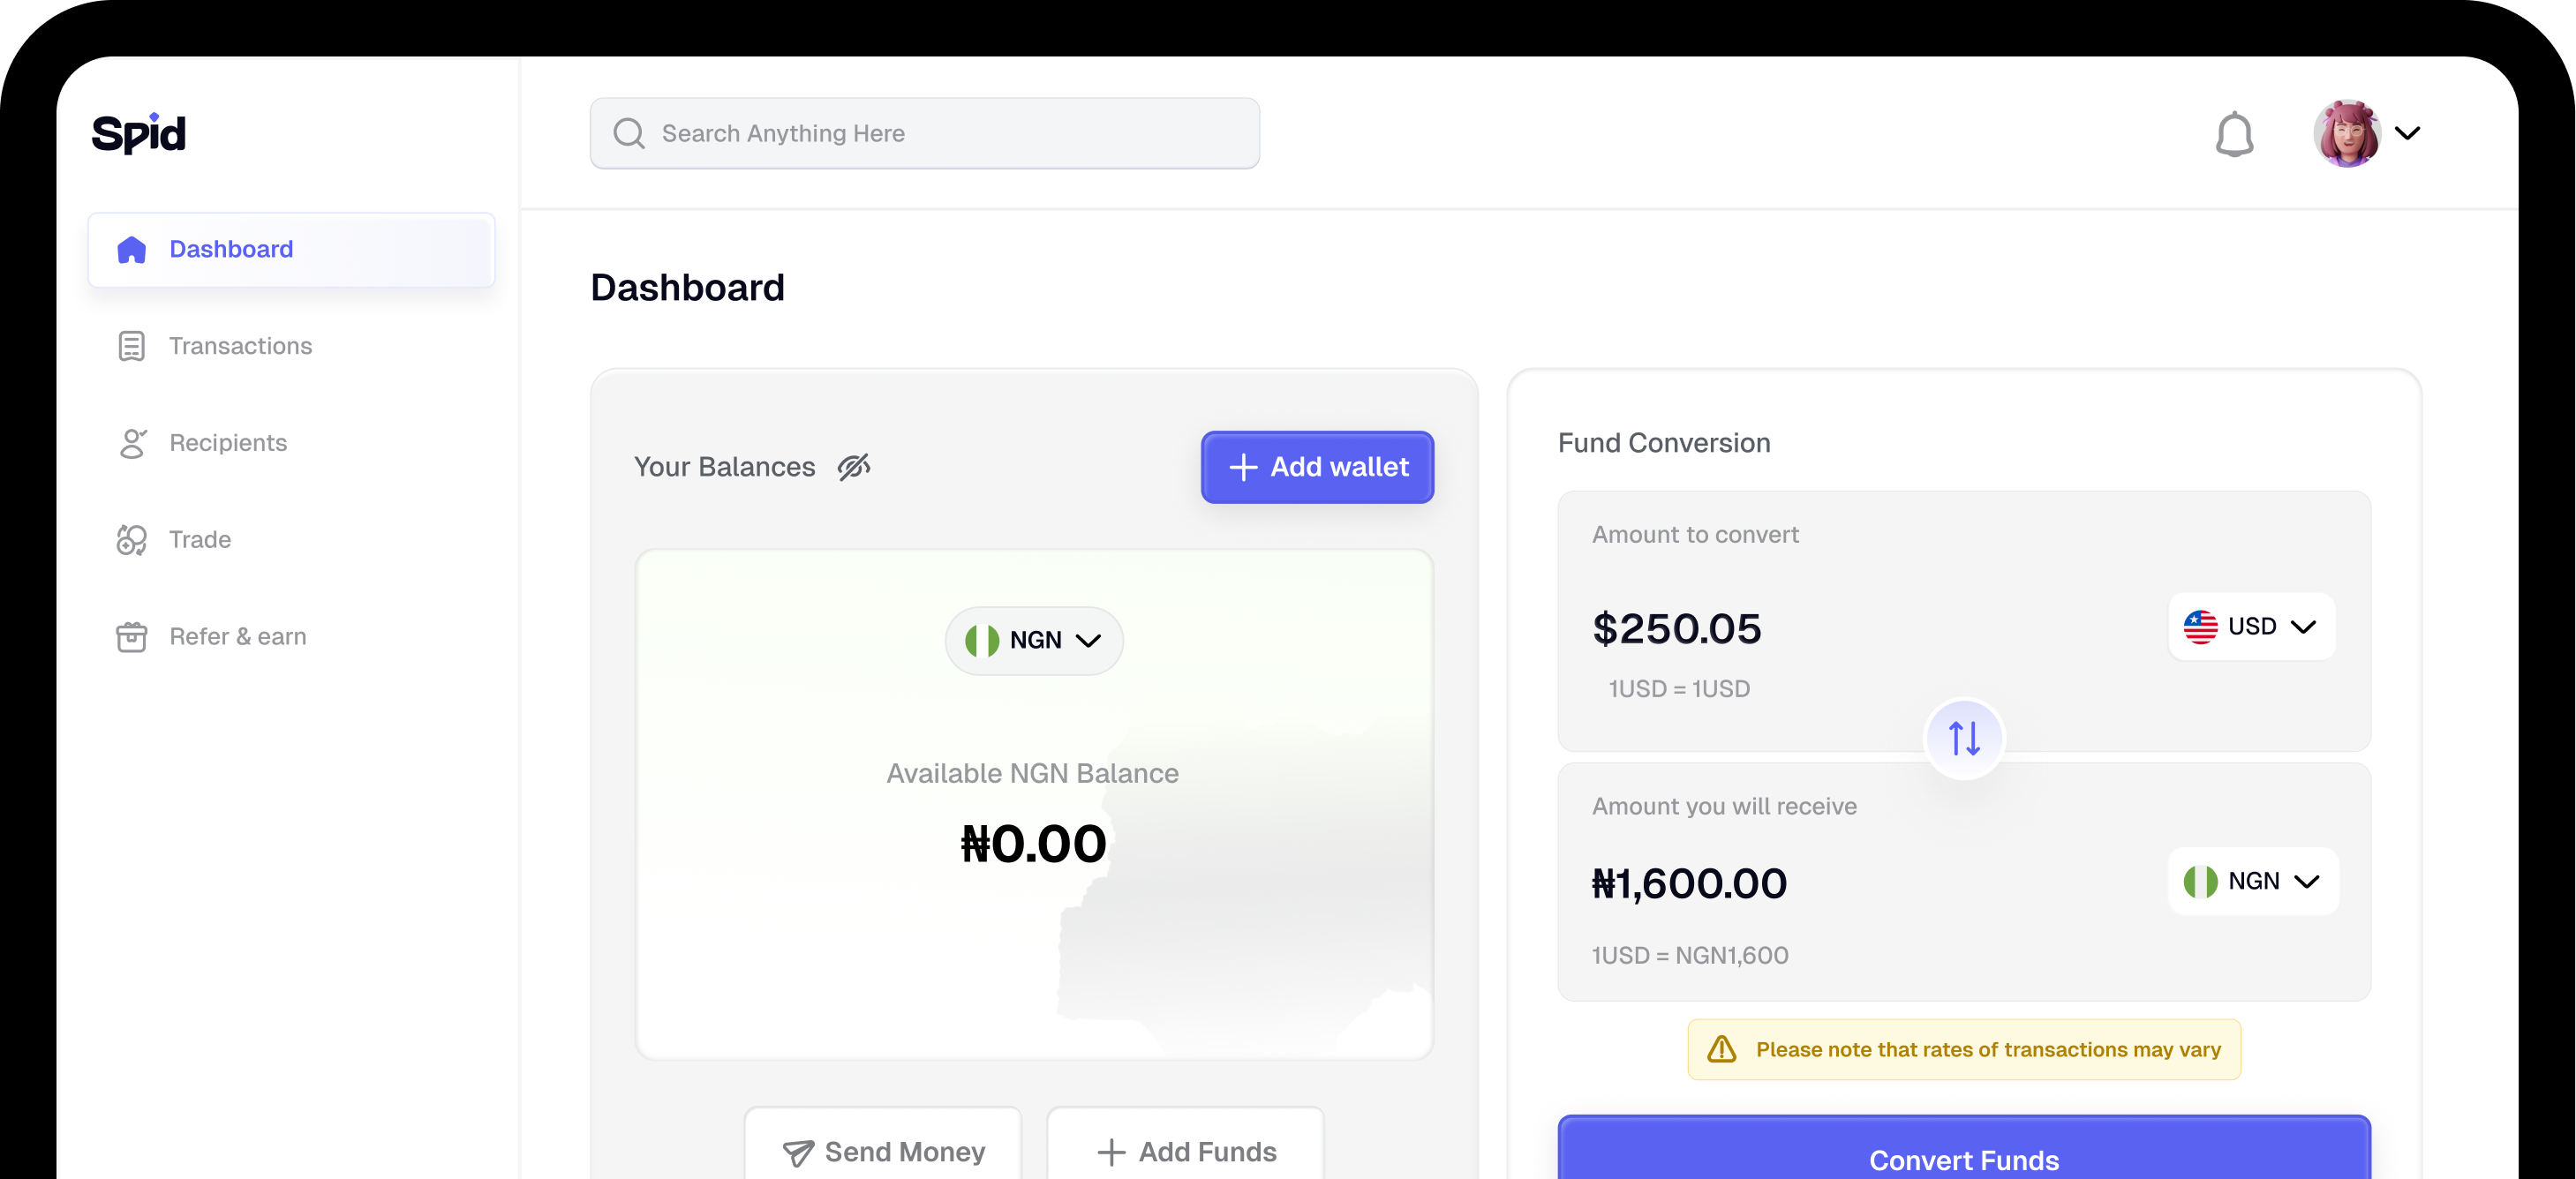 Spid
Search Anything Here
Dashboard
Transactions
Recipients
Trade
Refer & earn
Dashboard
Your Balances
Add wallet
NGN
Available NGN Balance
₦0.00
Send Money
Add Funds
Fund Conversion
Amount to convert
$250.05
USD
1USD = 1USD
Amount you will receive
₦1,600.00
NGN
1USD = NGN1,600
Please note that rates of transactions may vary
Convert Funds